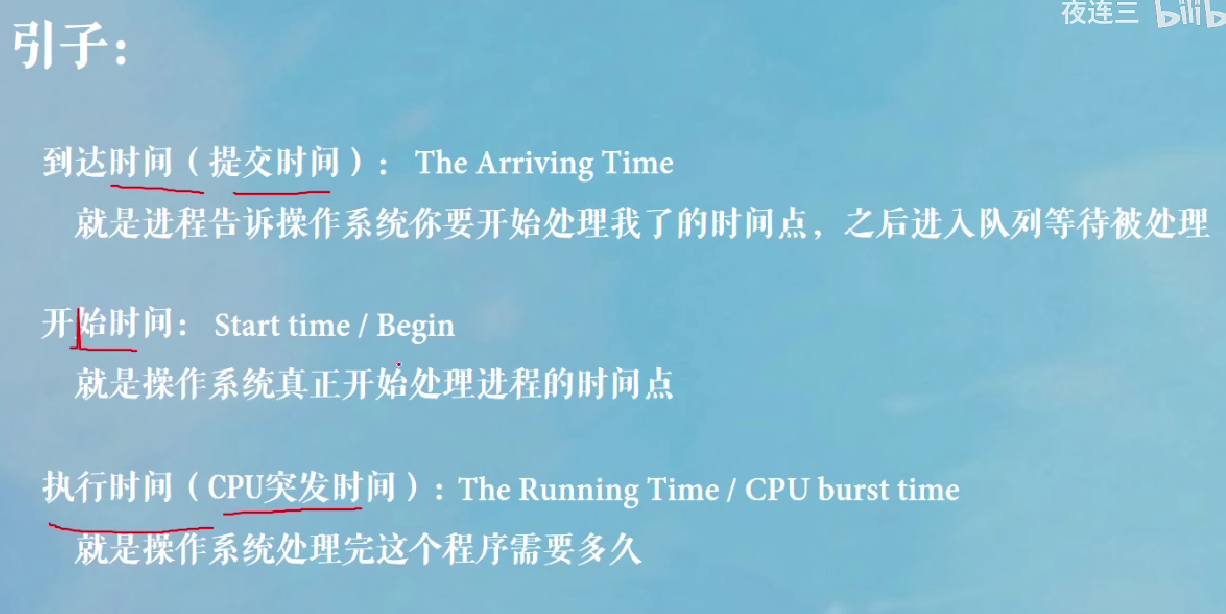 夜连三 bilib
引子：
到达时间（提交时间）： The Arriving Time
就是进程告诉操作系统你要开始处理我了的时间点，之后进入队列等待被处理
开始时间： Start time / Begin
就是操作系统真正开始处理进程的时间点
执行时间（CPU突发时间）：The Running Time / CPU burst time
就是操作系统处理完这个程序需要多久